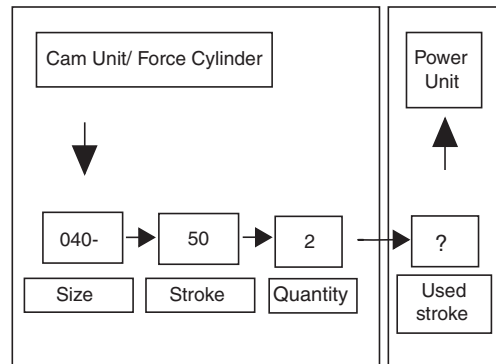 Cam Unit/ Force Cylinder
Power
Unit
040-
50
2
?
Size
Stroke
Quantity
Used
stroke